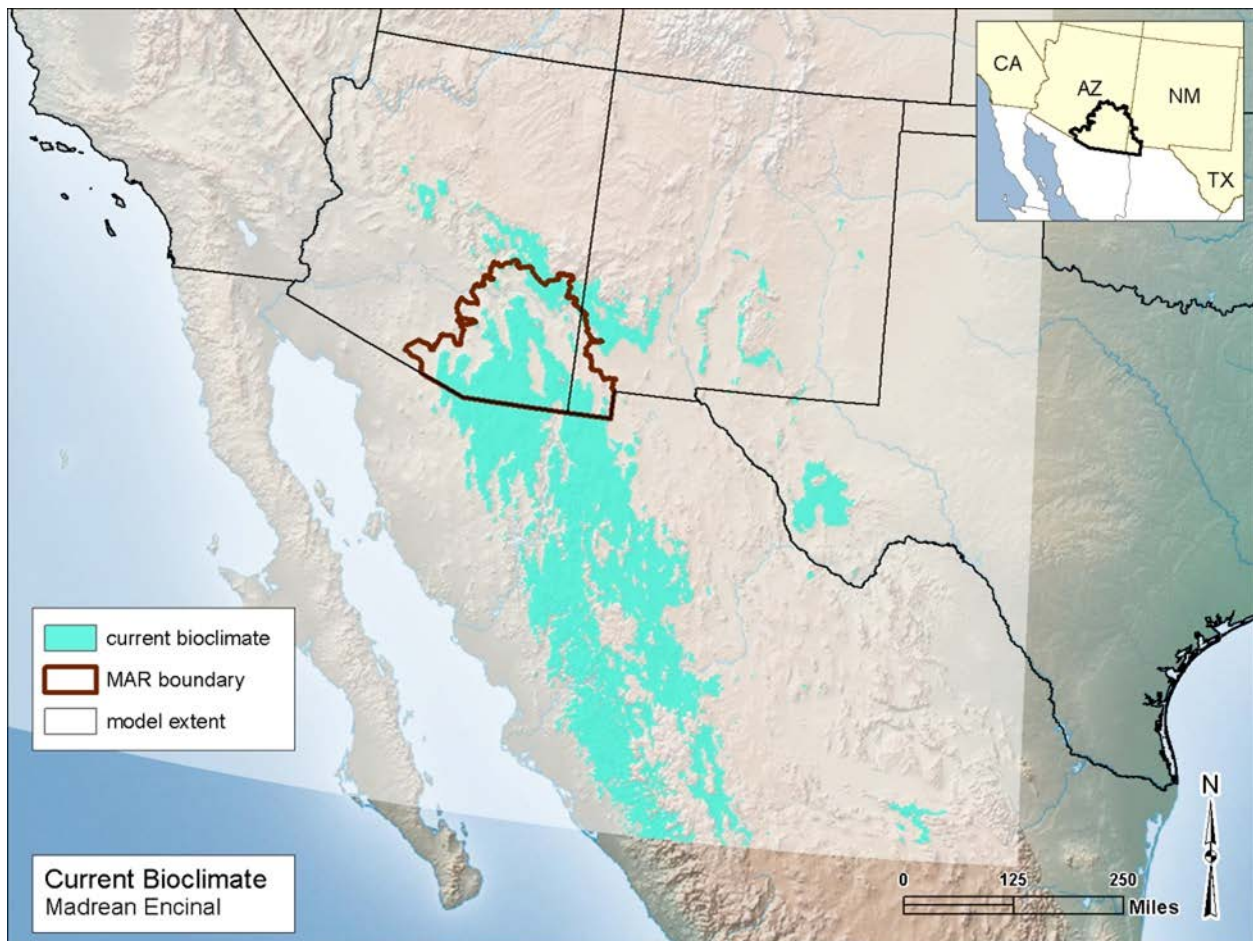 CA
AZ
NM
TX
current bioclimate
MAR boundary
model extent
Current Bioclimate
Madrean Encinal
N
0 125 250
Miles